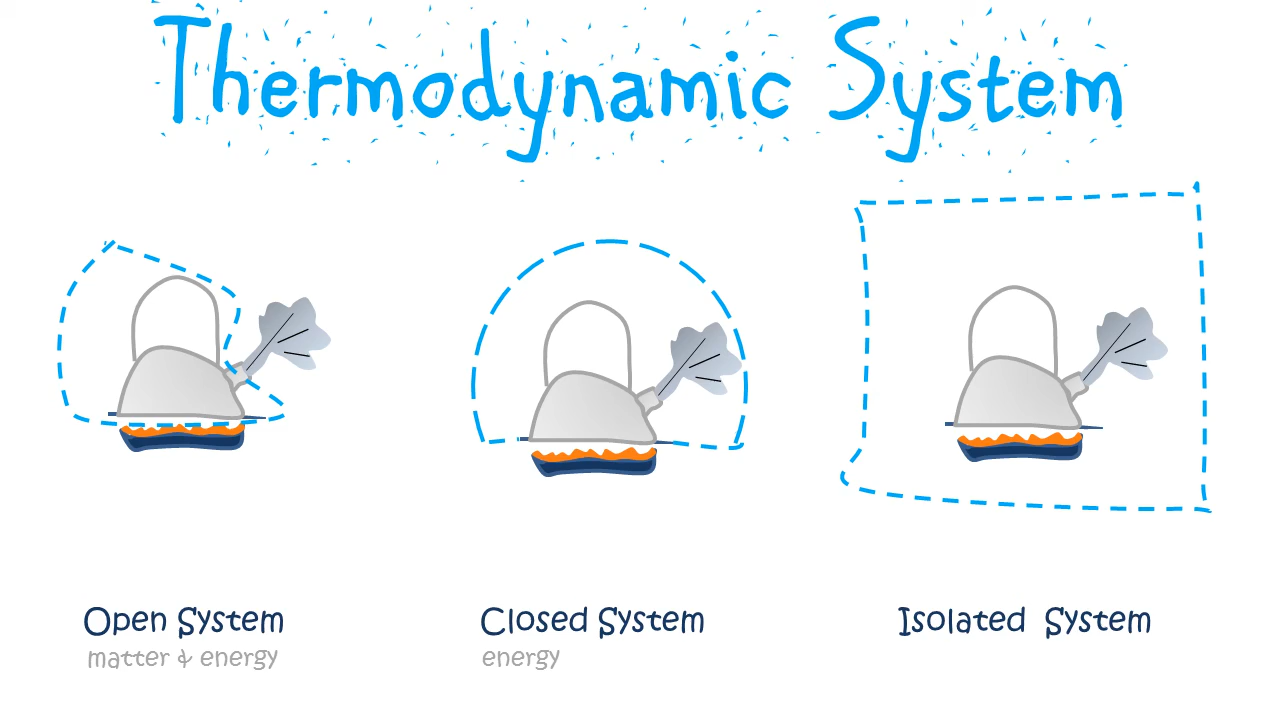 Thermodynamic System
Open System
matter & energy
Closed System
energy
Isolated System